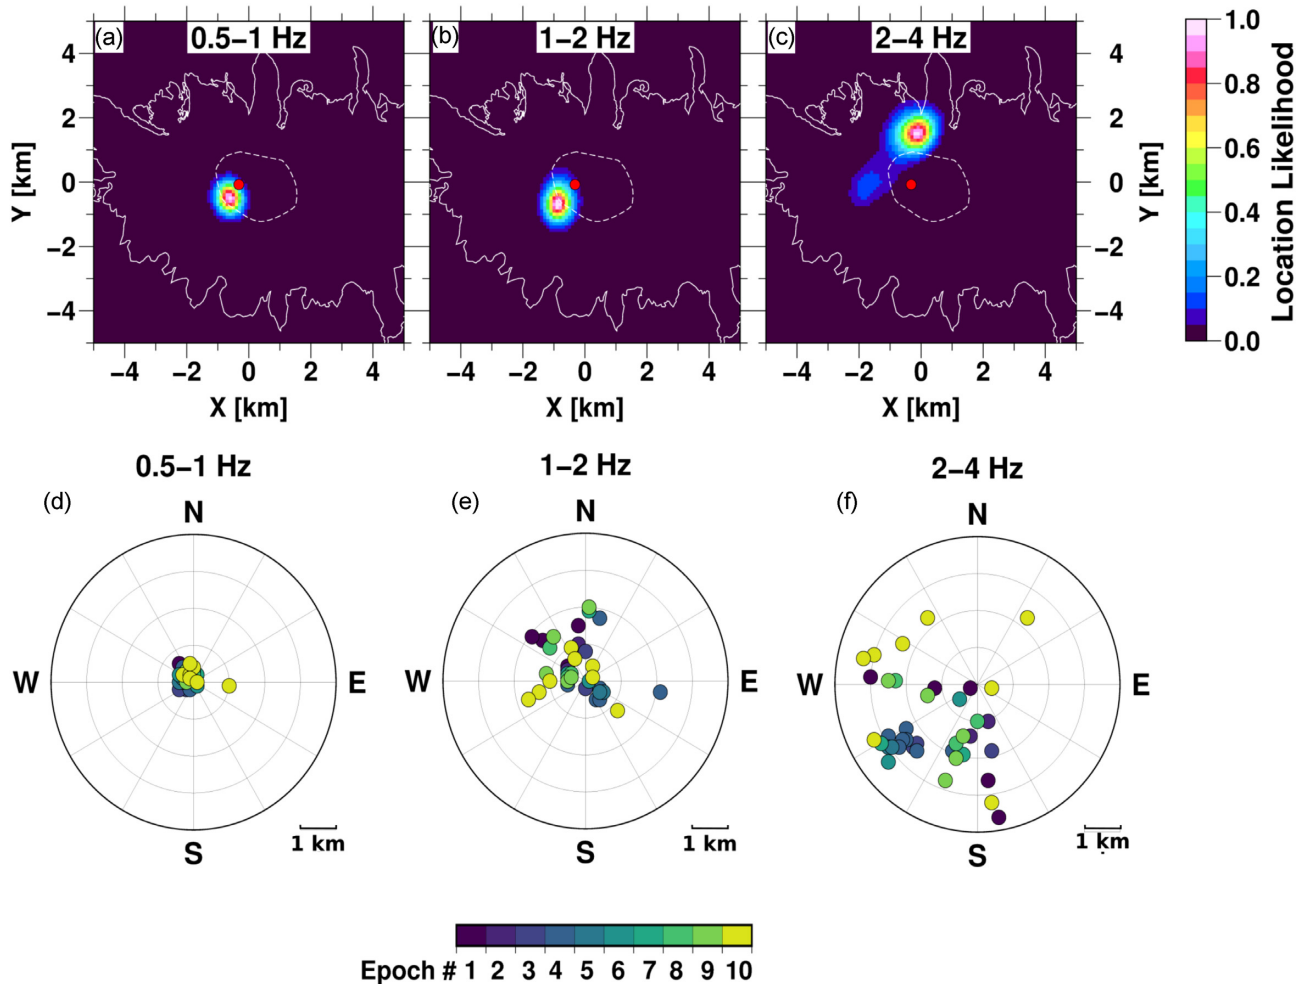 (a) 0.5−1 Hz (b) 1−2 Hz (c) 2−4 Hz
4 4 1.0
2 2 0.8
0 0 0.6
−2 −2 0.4
−4 −4 0.2
0.0
Y [km] Y [km] Location Likelihood
−4 −2 0 2 4 −4 −2 0 2 4 −4 −2 0 2 4
X [km] X [km] X [km]
0.5−1 Hz 1−2 Hz 2−4 Hz
(d) (e) (f)
N N N
W E W E W E
1 km 1 km 1 km
S S S
Epoch # 1 2 3 4 5 6 7 8 9 10